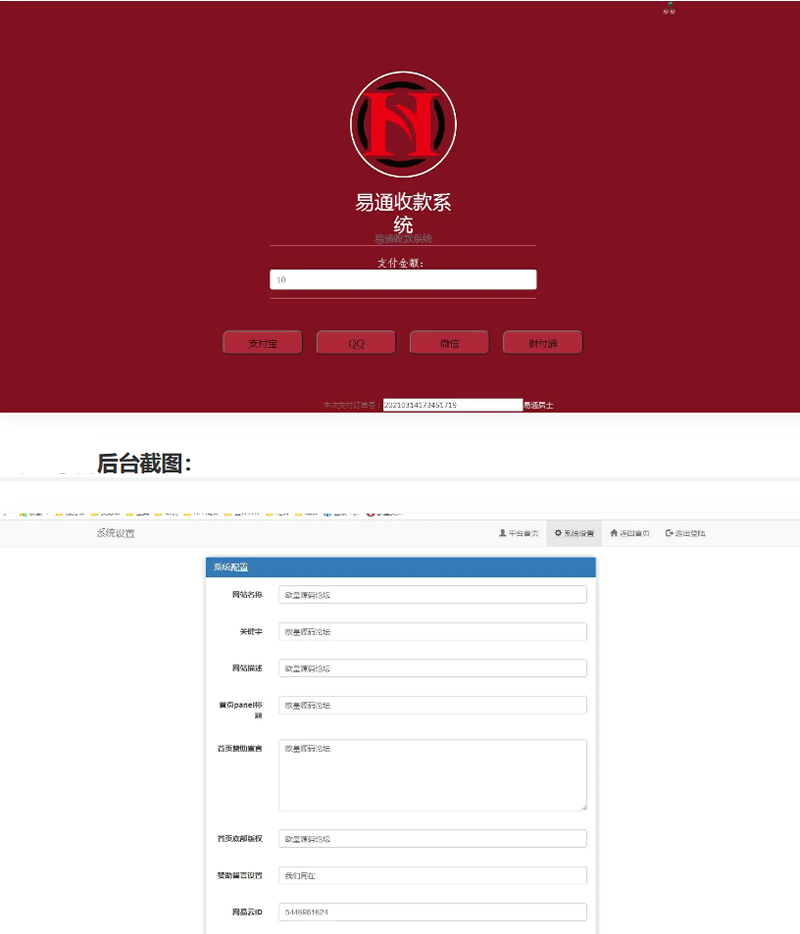 易通收款系
统
易通收款系统
支付金额：
10
支付宝 QQ 微信 财付通
本次支付订单号： 20210314173451719 易通居士
后台截图：
系统设置 平台首页 系统设置 返回首页 退出登陆
系统配置
网站名称 欧皇源码论坛
关键字 欧皇源码论坛
网站描述 欧皇源码论坛
首页panel标
题 欧皇源码论坛
首页赞助留言 欧皇源码论坛
首页底部版权 欧皇源码论坛
赞助留言设置 我们同在
网易云ID 5446981624